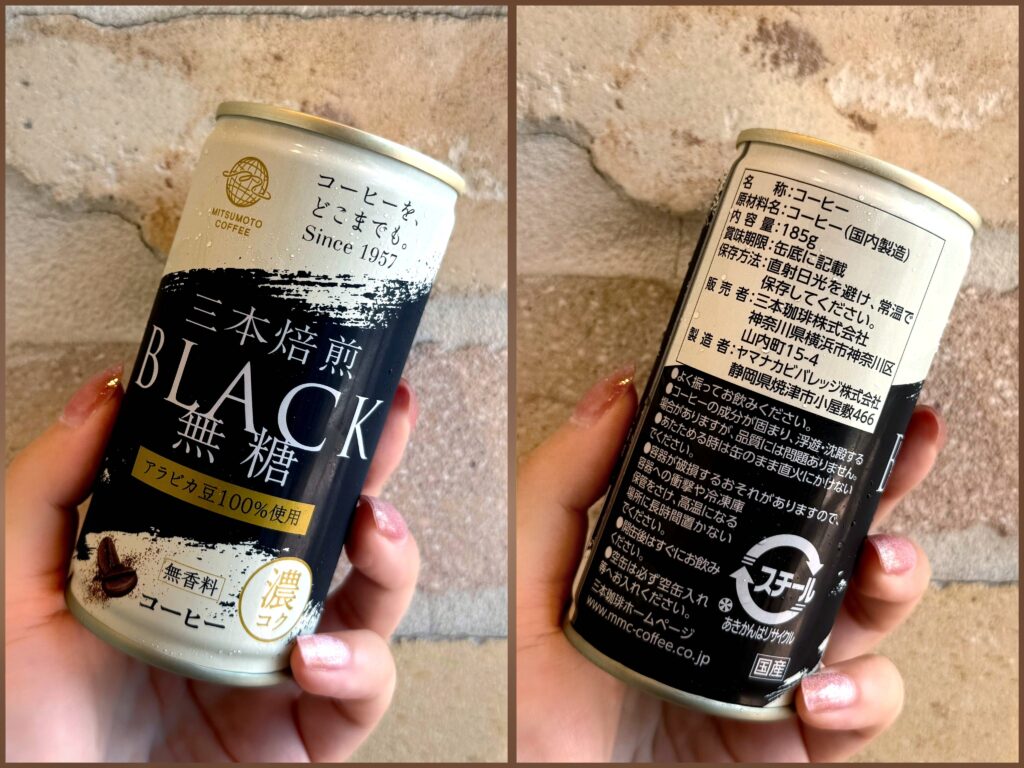 MITSUMOTO
COFFEE
コーヒーを、
どこまでも。
Since 1957
三本焙煎
BLACK
無糖
アラビカ豆100%使用
無香料
コーヒー
濃
コク
名　　称：コーヒー
原材料名：コーヒー(国内製造)
内 容 量：185g
賞味期限：缶底に記載
保存方法：直射日光を避け、常温で
保存してください。
販 売 者：三本珈琲株式会社
神奈川県横浜市神奈川区
山内町15-4
製 造 者：ヤマナカビバレッジ株式会社
静岡県焼津市小屋敷466
●よく振ってお飲みください。
●コーヒーの成分が固まり、浮遊・沈殿する
場合がありますが、品質には問題ありません。
●あたためる時は缶のまま直火にかけない
でください。
●容器が破損するおそれがありますので、
容器への衝撃や冷凍庫
保管をさけ、高温になる
場所に長時間置かない
でください。
●開缶後はすぐにお飲み
ください。
●空缶は必ず空缶入れ
等へお入れください。
三本珈琲ホームページ
www.mmc-coffee.co.jp
スチール
あきかんはリサイクル
国産